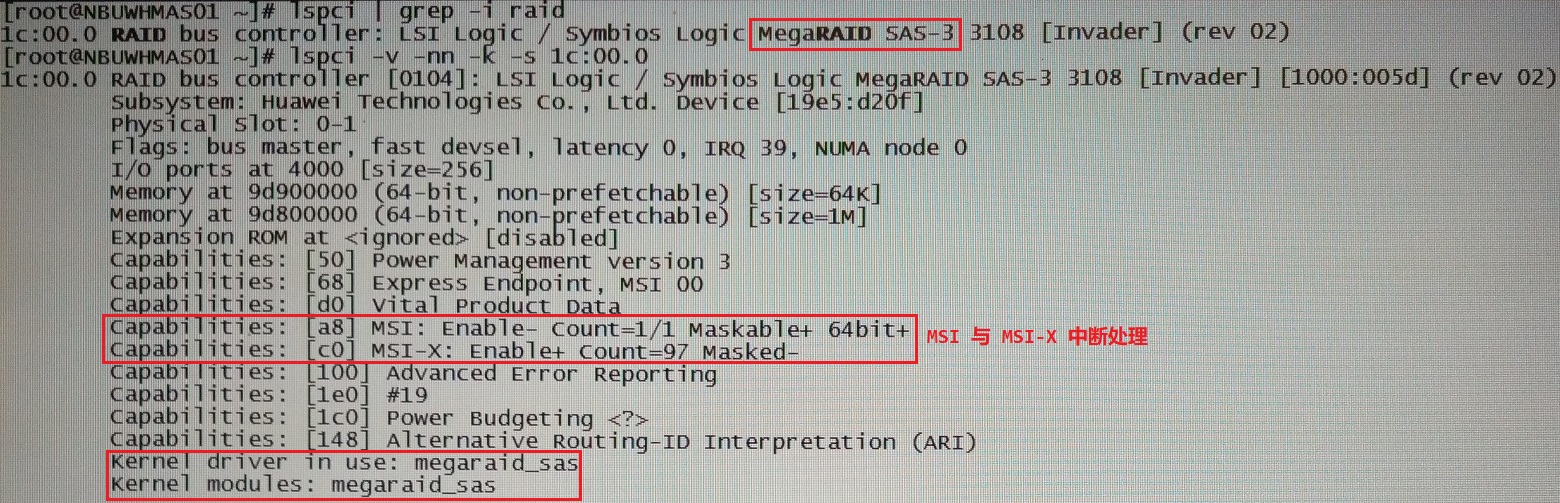 [root@NBUWHMAS01 ~]# lspci | grep -i raid
1c:00.0 RAID bus controller: LSI Logic / Symbios Logic MegaRAID SAS-3 3108 [Invader] (rev 02)
[root@NBUWHMAS01 ~]# lspci -v -nn -k -s 1c:00.0
1c:00.0 RAID bus controller [0104]: LSI Logic / Symbios Logic MegaRAID SAS-3 3108 [Invader] [1000:005d] (rev 02)
Subsystem: Huawei Technologies Co., Ltd. Device [19e5:d20f]
Physical Slot: 0-1
Flags: bus master, fast devsel, latency 0, IRQ 39, NUMA node 0
I/O ports at 4000 [size=256]
Memory at 9d900000 (64-bit, non-prefetchable) [size=64K]
Memory at 9d800000 (64-bit, non-prefetchable) [size=1M]
Expansion ROM at <ignored> [disabled]
Capabilities: [50] Power Management version 3
Capabilities: [68] Express Endpoint, MSI 00
Capabilities: [d0] Vital Product Data
Capabilities: [a8] MSI: Enable- Count=1/1 Maskable+ 64bit+
Capabilities: [c0] MSI-X: Enable+ Count=97 Masked-
MSI 与 MSI-X 中断处理
Capabilities: [100] Advanced Error Reporting
Capabilities: [1e0] #19
Capabilities: [1c0] Power Budgeting <?>
Capabilities: [148] Alternative Routing-ID Interpretation (ARI)
Kernel driver in use: megaraid_sas
Kernel modules: megaraid_sas